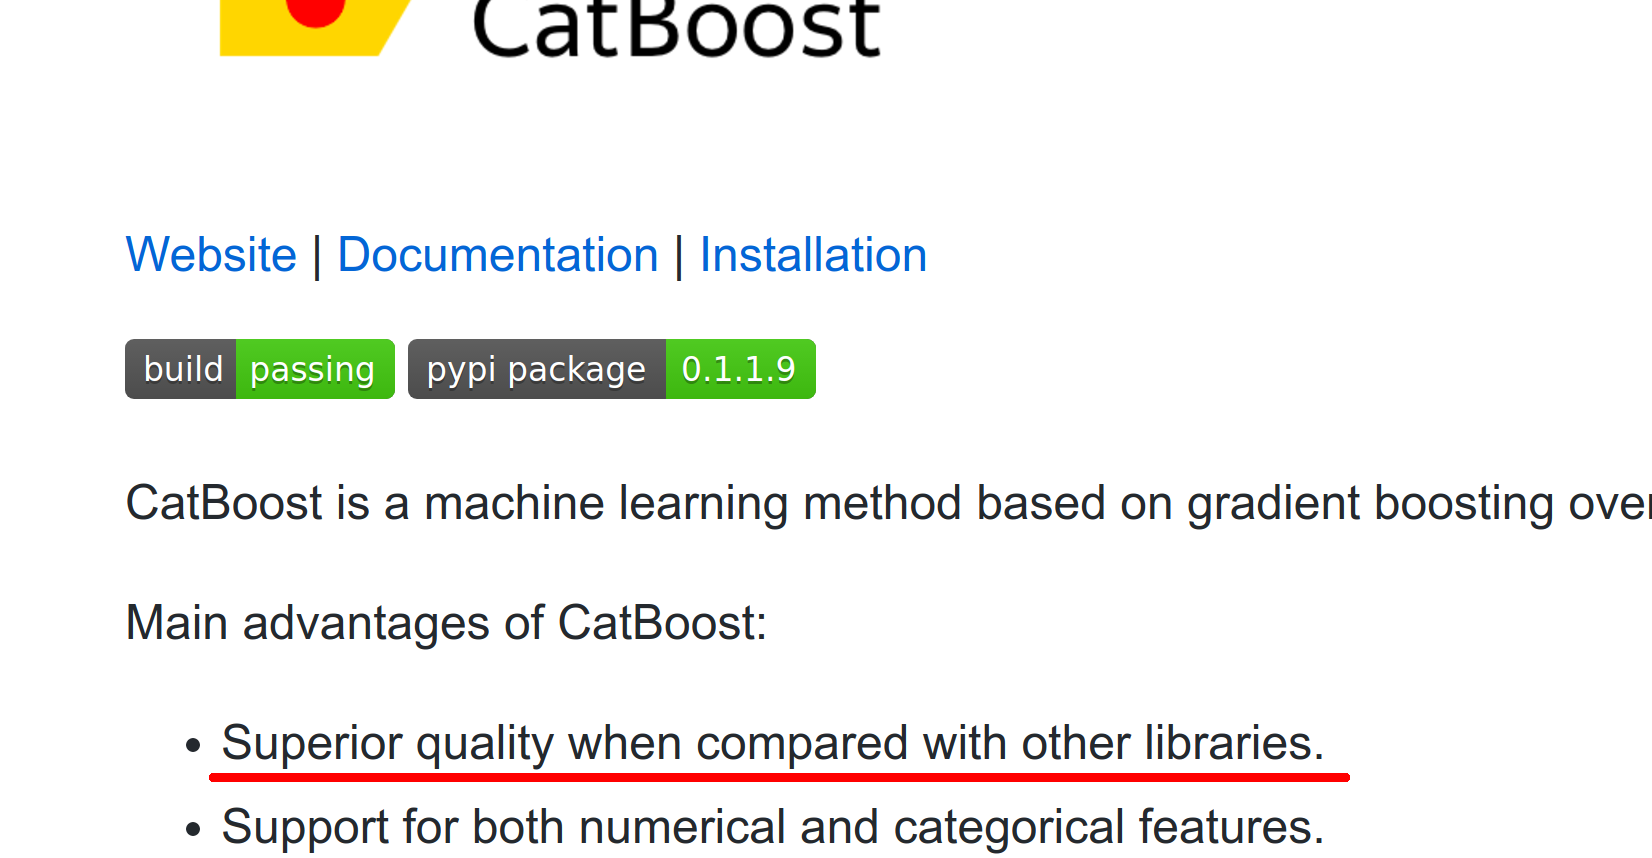 CatBoost
Website | Documentation | Installation
build passing pypi package 0.1.1.9
CatBoost is a machine learning method based on gradient boosting over
Main advantages of CatBoost:
• Superior quality when compared with other libraries.
• Support for both numerical and categorical features.